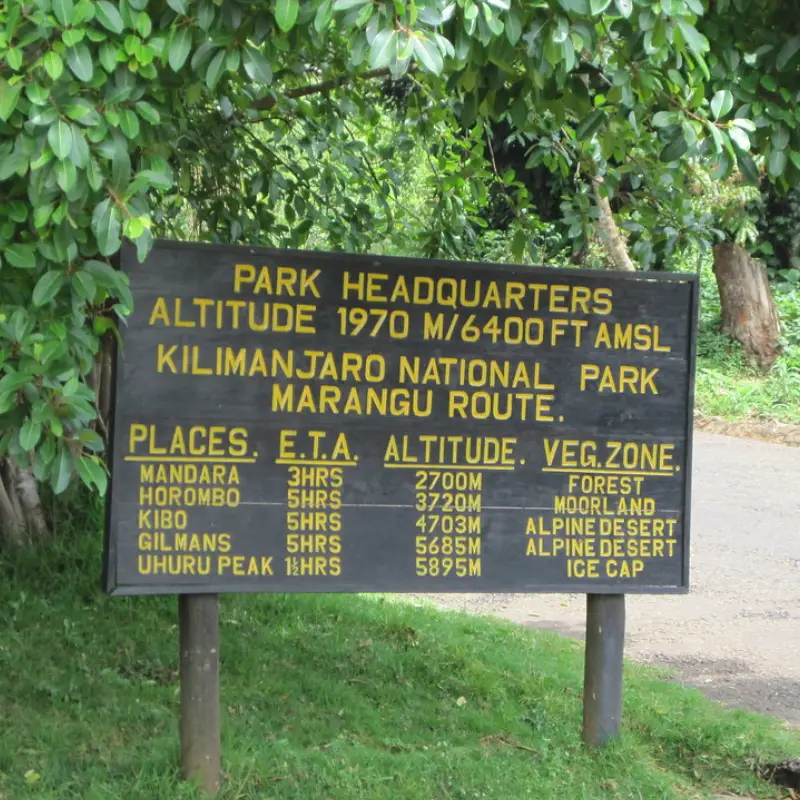 PARK HEADQUARTERS
ALTITUDE 1970 M/6400 FT AMSL
KILIMANJARO NATIONAL PARK
MARANGU ROUTE.
PLACES. E.T.A. ALTITUDE. VEG.ZONE.
MANDARA 3HRS 2700M FOREST
HOROMBO 5HRS 3720M MOORLAND
KIBO 5HRS 4703M ALPINE DESERT
GILMANS 5HRS 5685M ALPINE DESERT
UHURU PEAK 1½HRS 5895M ICE CAP